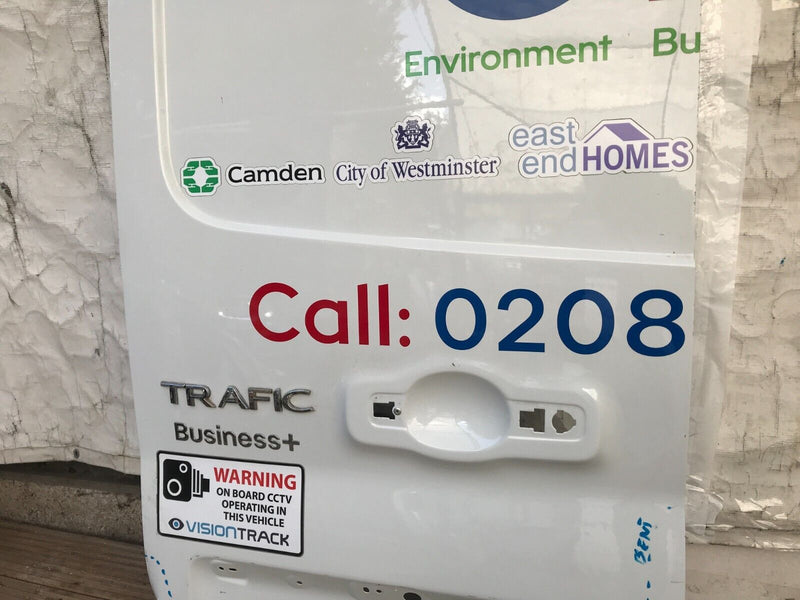 Environment Bu
Camden
City of Westminster
east
end HOMES
Call: 0208
TRAFIC
Business+
WARNING
ON BOARD CCTV
OPERATING IN
THIS VEHICLE
VISIONTRACK